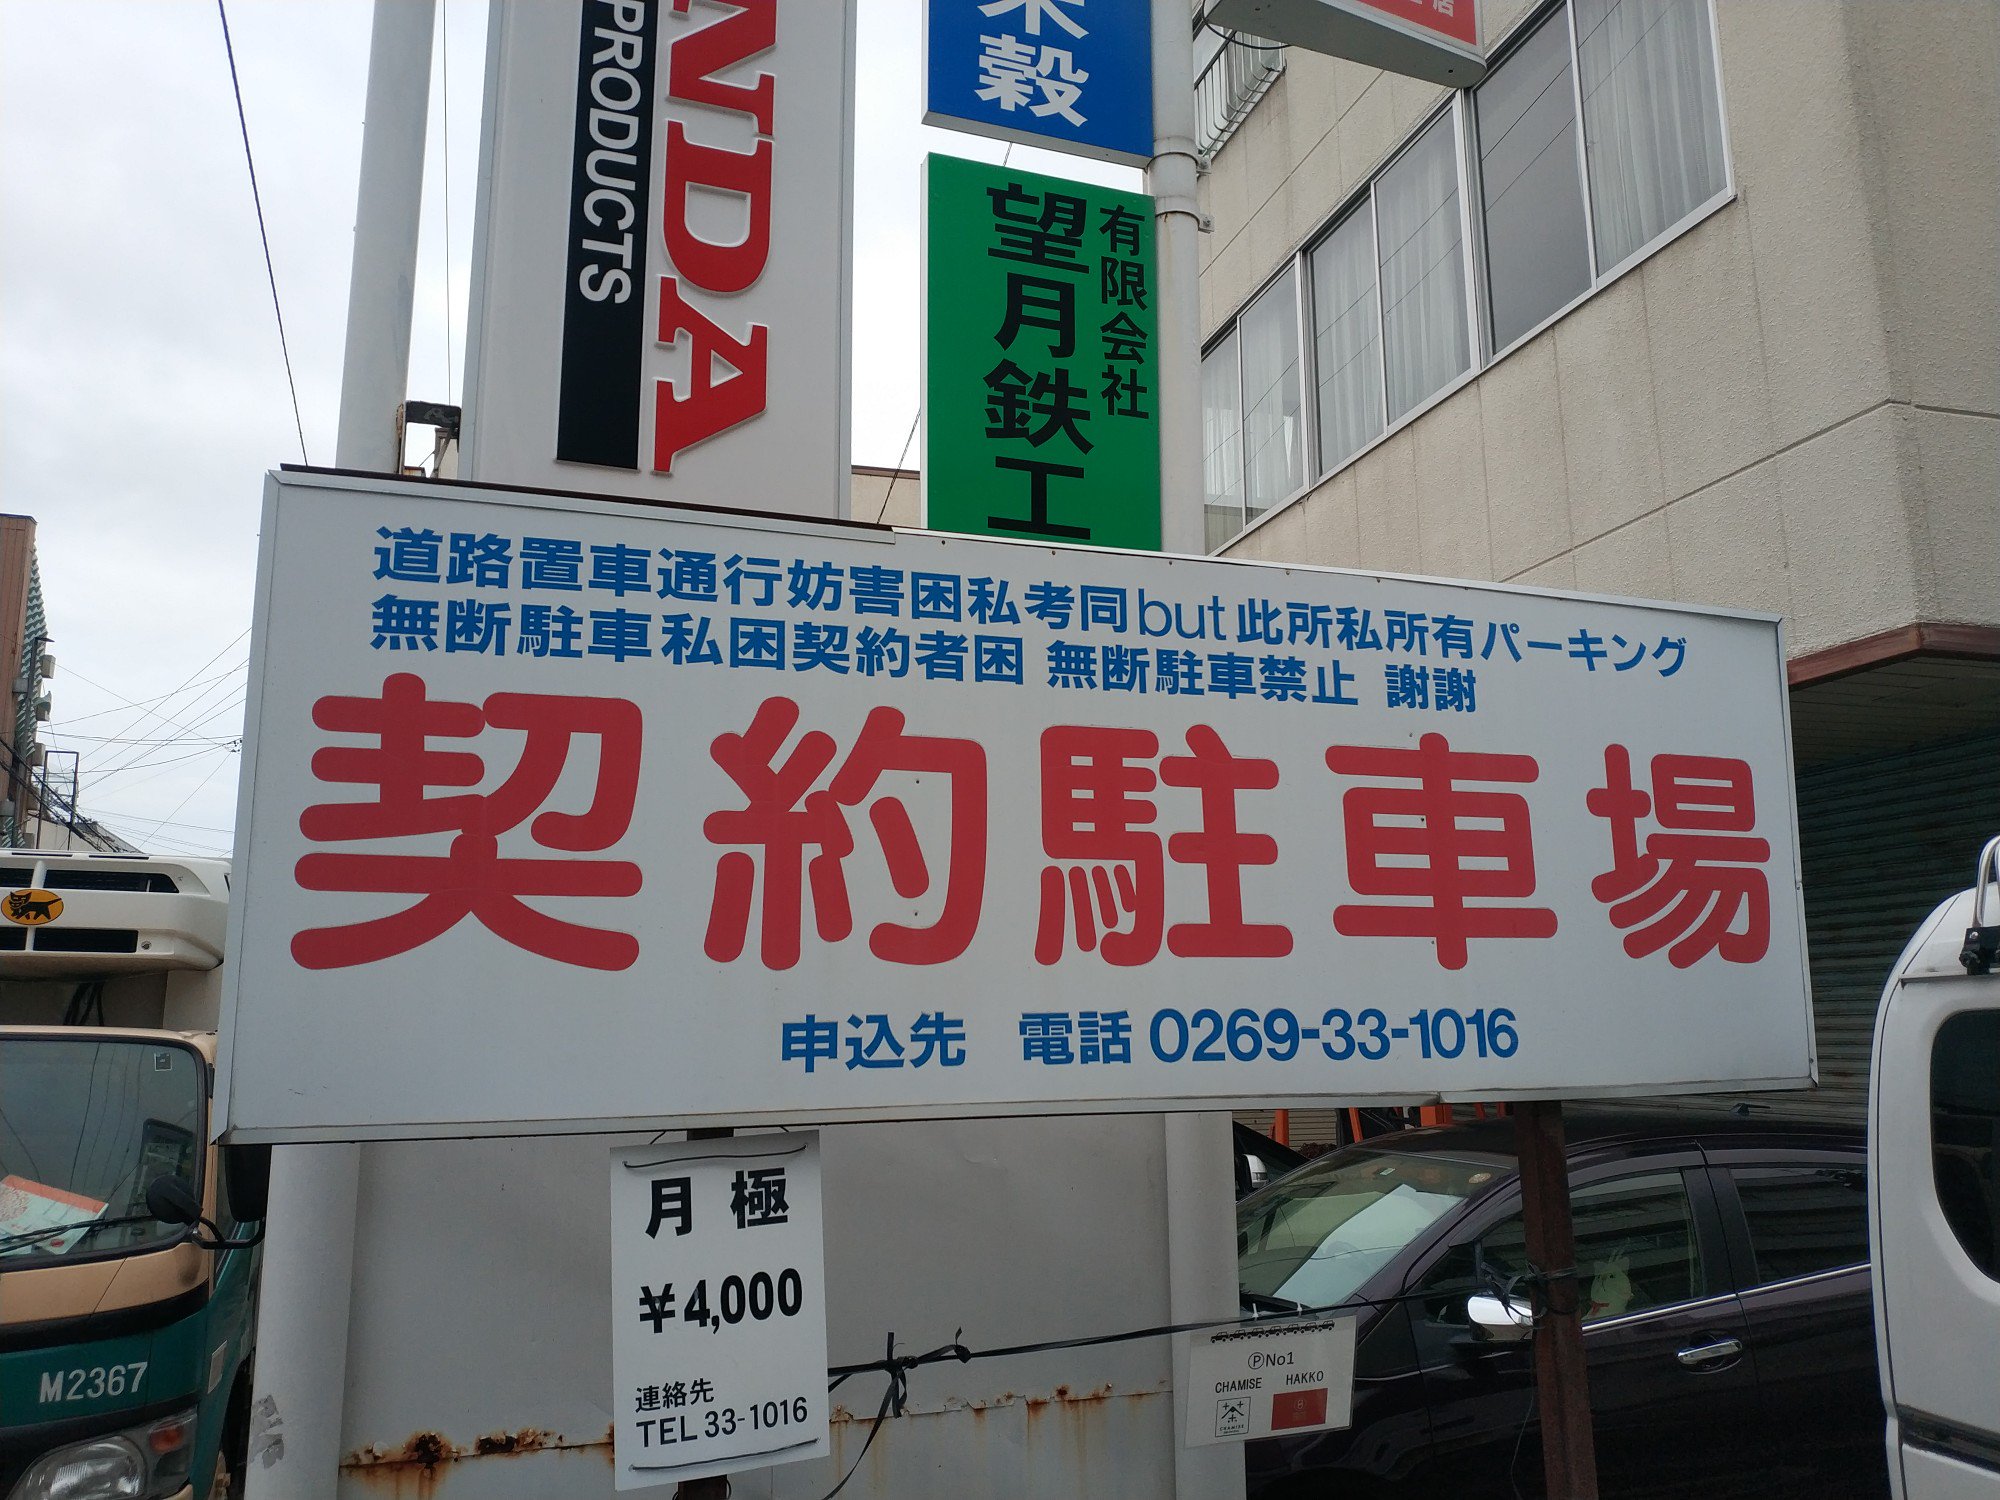 NDA
PRODUCTS
米穀
店
有限会社
望月鉄工
道路置車通行妨害困私考同but此所私所有パーキング
無断駐車私困契約者困 無断駐車禁止 謝謝
契約駐車場
申込先 電話 0269-33-1016
月極
¥4,000
連絡先
TEL 33-1016
ⓅNo1
CHAMISE HAKKO
CHAMISE
M2367